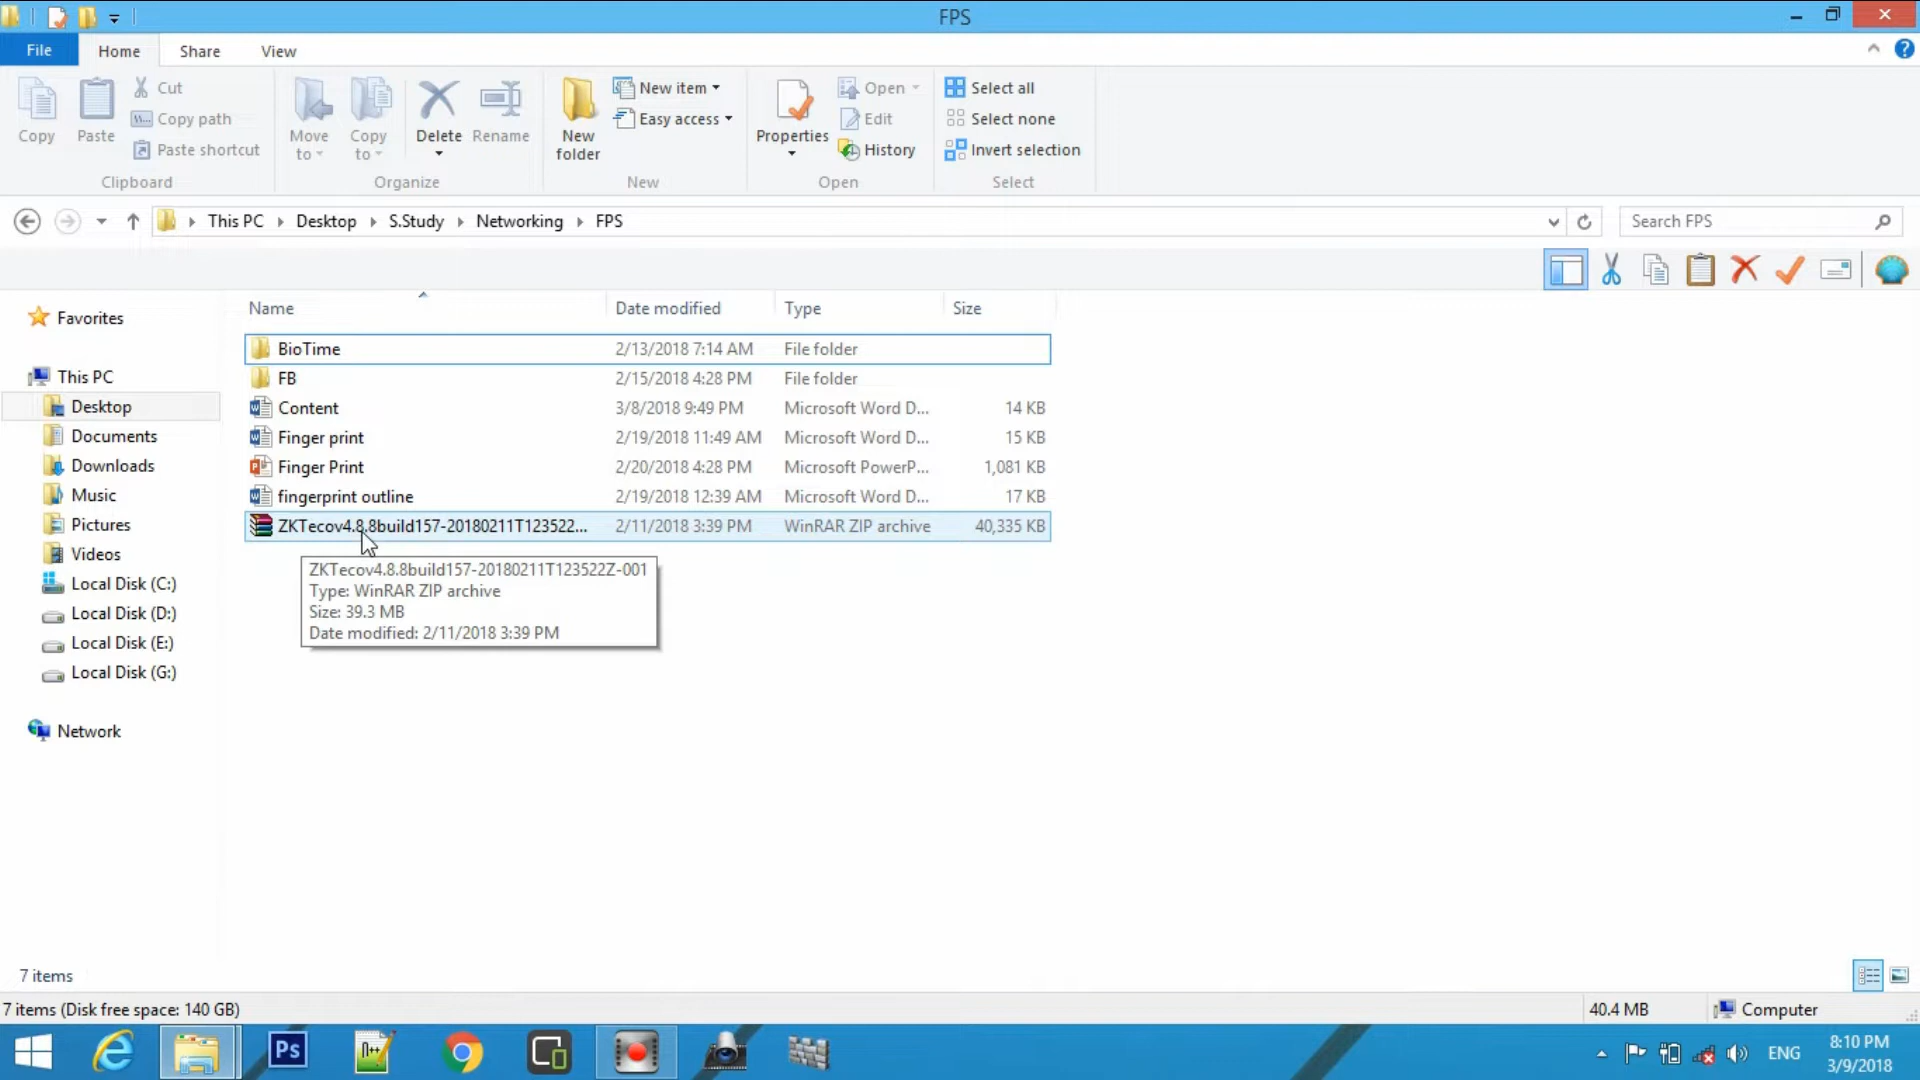 FPS
File Home Share View
Copy
Paste
Cut
Copy path
Paste shortcut
Clipboard
Move to
Copy to
Delete
Rename
Organize
New folder
New item
Easy access
New
Properties
Open
Edit
History
Open
Select all
Select none
Invert selection
Select
This PC Desktop S.Study Networking FPS
Search FPS
Favorites
This PC
Desktop
Documents
Downloads
Music
Pictures
Videos
Local Disk (C:)
Local Disk (D:)
Local Disk (E:)
Local Disk (G:)
Network
Name Date modified Type Size
BioTime 2/13/2018 7:14 AM File folder
FB 2/15/2018 4:28 PM File folder
Content 3/8/2018 9:49 PM Microsoft Word D... 14 KB
Finger print 2/19/2018 11:49 AM Microsoft Word D... 15 KB
Finger Print 2/20/2018 4:28 PM Microsoft PowerP... 1,081 KB
fingerprint outline 2/19/2018 12:39 AM Microsoft Word D... 17 KB
ZKTecov4.8.8build157-20180211T123522... 2/11/2018 3:39 PM WinRAR ZIP archive 40,335 KB
ZKTecov4.8.8build157-20180211T123522Z-001
Type: WinRAR ZIP archive
Size: 39.3 MB
Date modified: 2/11/2018 3:39 PM
7 items
7 items (Disk free space: 140 GB) 40.4 MB Computer
Ps
n++
ENG
8:10 PM
3/9/2018